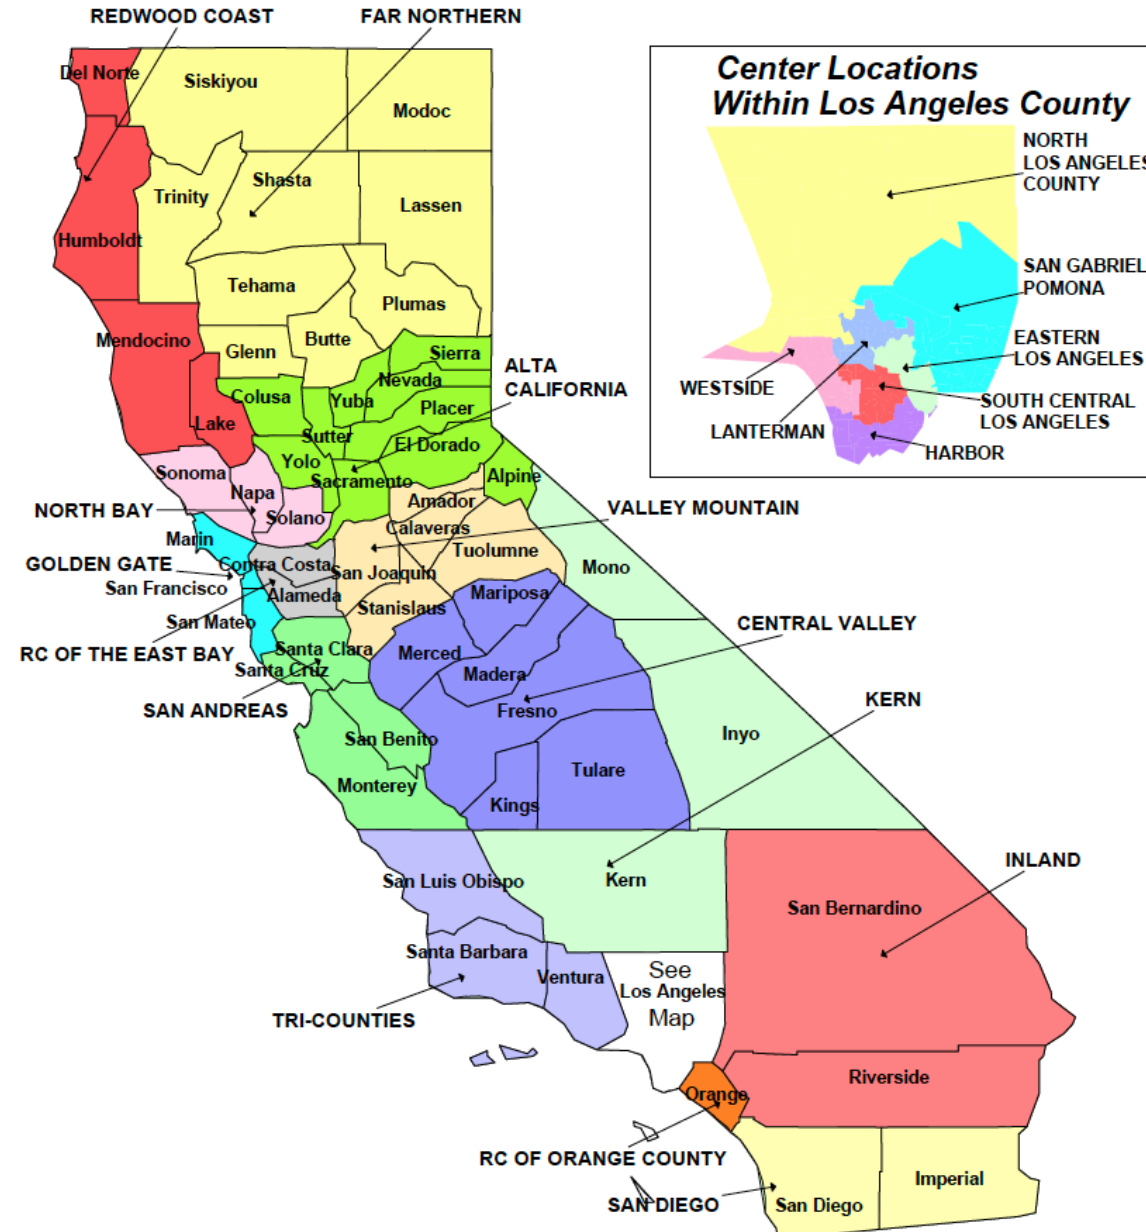 REDWOOD COAST
FAR NORTHERN
Del Norte
Siskiyou
Modoc
Trinity
Shasta
Lassen
Humboldt
Tehama
Plumas
Mendocino
Butte
Glenn
Sierra
Nevada
Colusa
Yuba
Placer
Lake
Sutter
El Dorado
ALTA
CALIFORNIA
Sonoma
Yolo
Sacramento
Alpine
Napa
Amador
NORTH BAY
Solano
Calaveras
VALLEY MOUNTAIN
Marin
Tuolumne
GOLDEN GATE
Contra Costa
San Joaquin
Mono
San Francisco
Alameda
Mariposa
Stanislaus
San Mateo
CENTRAL VALLEY
RC OF THE EAST BAY
Santa Clara
Merced
Santa Cruz
Madera
SAN ANDREAS
Fresno
KERN
San Benito
Inyo
Tulare
Monterey
Kings
INLAND
San Luis Obispo
Kern
San Bernardino
Santa Barbara
Ventura
See
Los Angeles
Map
TRI-COUNTIES
Riverside
Orange
RC OF ORANGE COUNTY
SAN DIEGO
San Diego
Imperial
Center Locations
Within Los Angeles County
NORTH
LOS ANGELES
COUNTY
SAN GABRIEL
POMONA
EASTERN
LOS ANGELES
WESTSIDE
SOUTH CENTRAL
LOS ANGELES
LANTERMAN
HARBOR